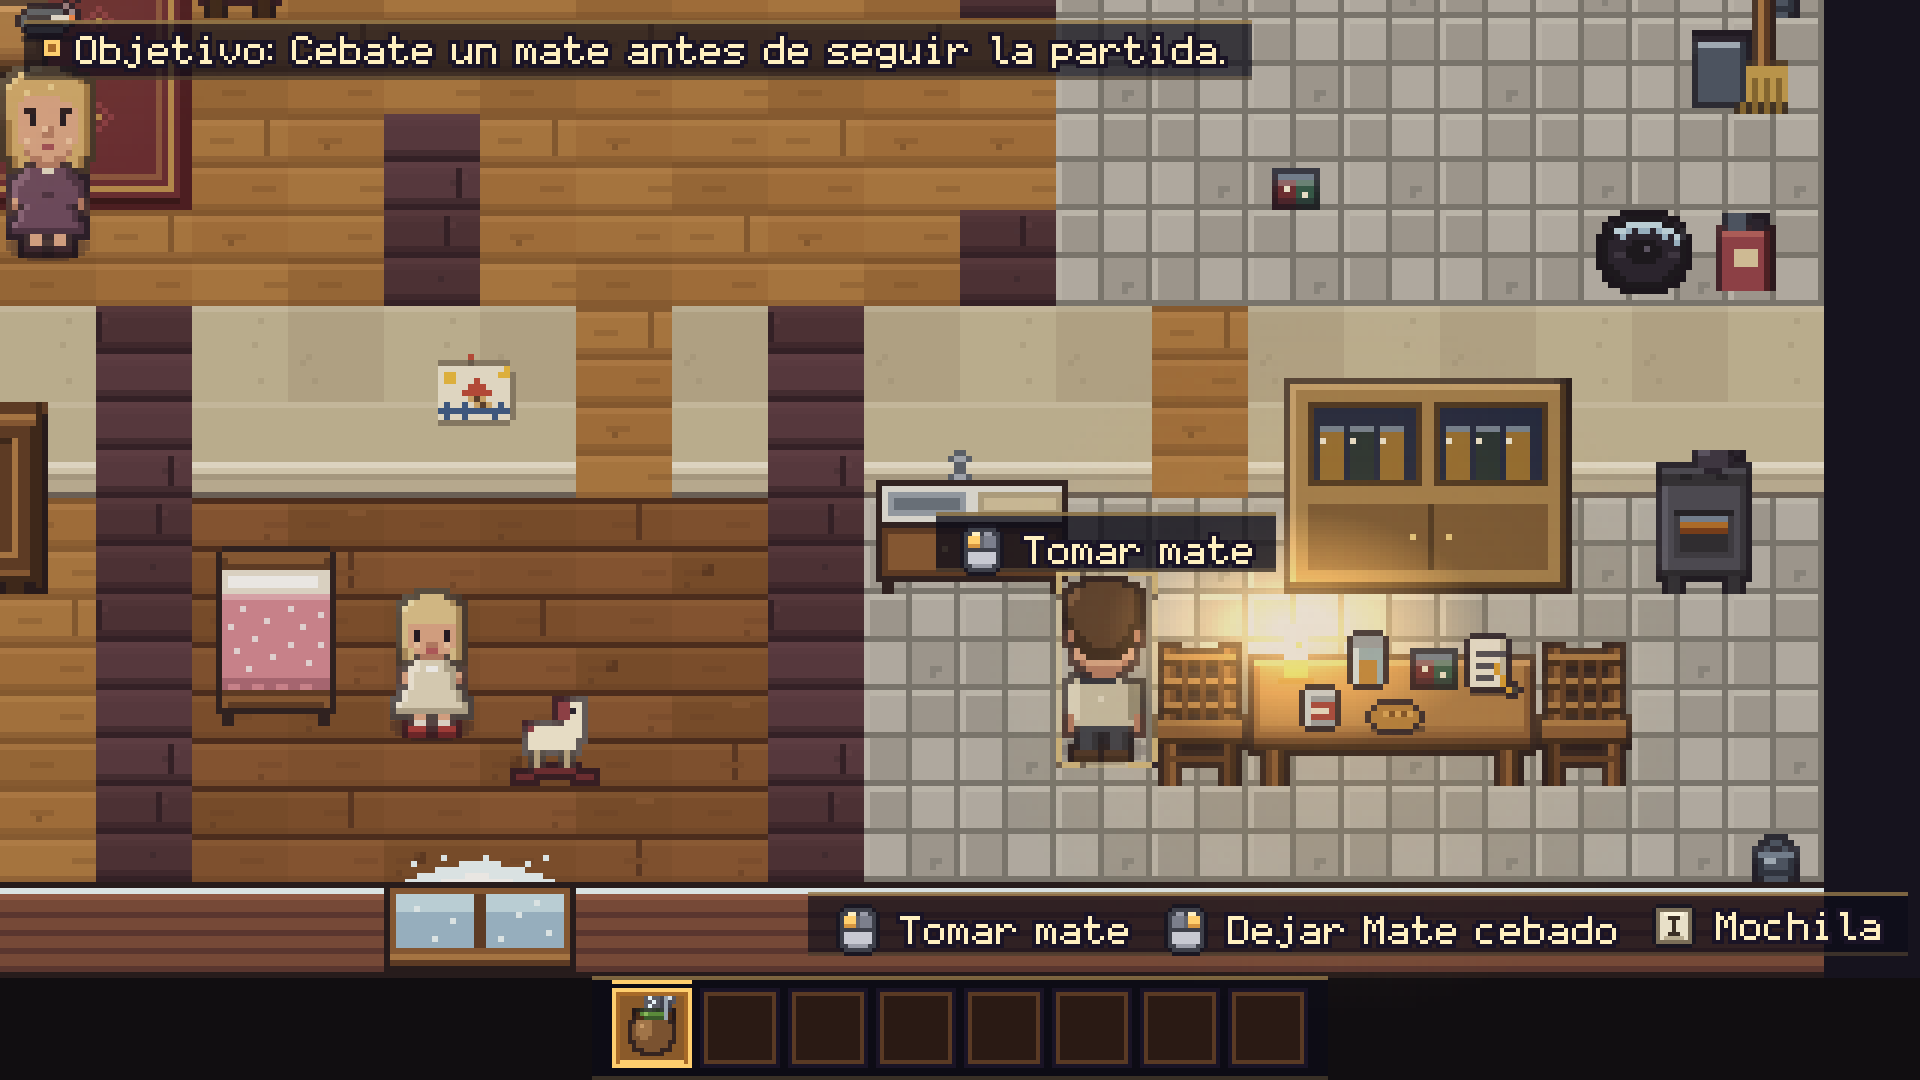 Objetivo: Cebate un mate antes de seguir la partida.
Tomar mate
Tomar mate
Dejar Mate cebado
I
Mochila